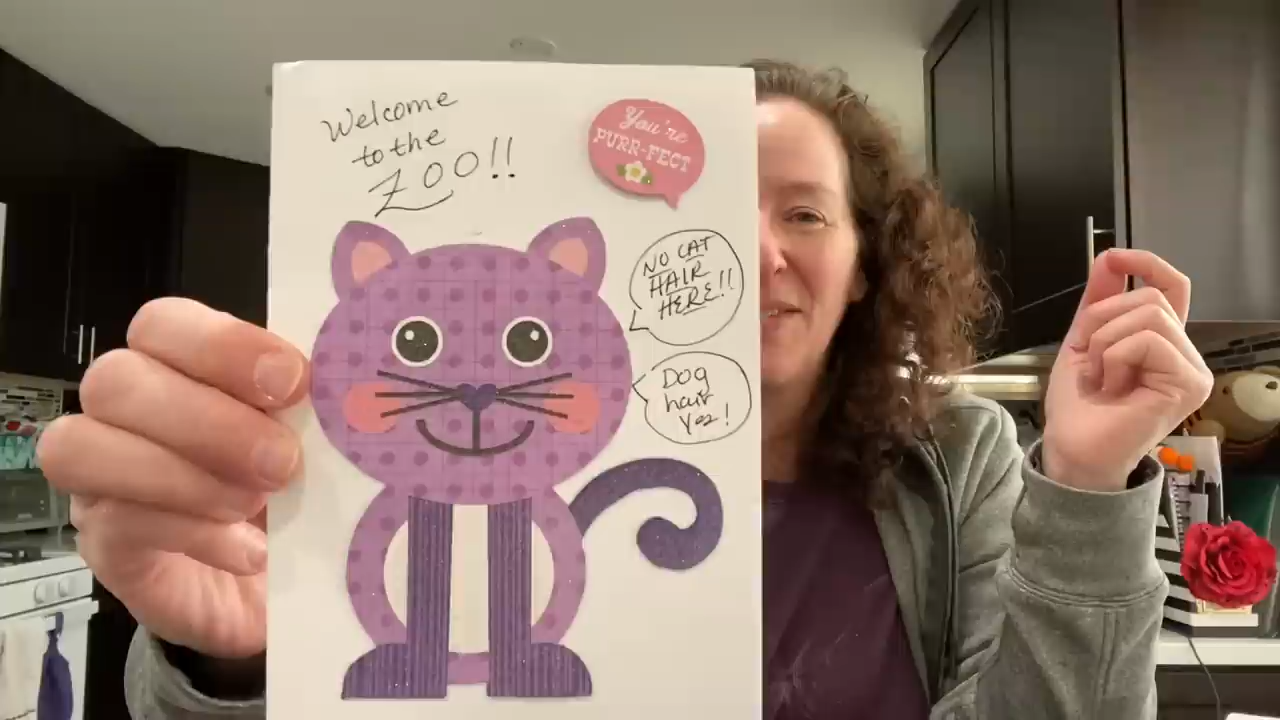 Welcome
to the
ZOO!!
You're
PURR-FECT
NO CAT
HAIR
HERE!!
Dog
hair
Yes!